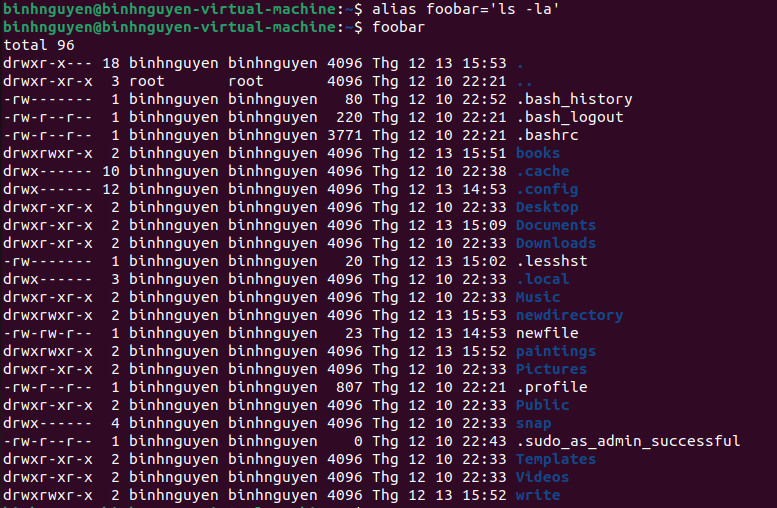 binhnguyen@binhnguyen-virtual-machine:~$ alias foobar='ls -la'
binhnguyen@binhnguyen-virtual-machine:~$ foobar
total 96
drwxr-x--- 18 binhnguyen binhnguyen 4096 Thg 12 13 15:53 .
drwxr-xr-x  3 root       root       4096 Thg 12 10 22:21 ..
-rw-------  1 binhnguyen binhnguyen   80 Thg 12 10 22:52 .bash_history
-rw-r--r--  1 binhnguyen binhnguyen  220 Thg 12 10 22:21 .bash_logout
-rw-r--r--  1 binhnguyen binhnguyen 3771 Thg 12 10 22:21 .bashrc
drwxrwxr-x  2 binhnguyen binhnguyen 4096 Thg 12 13 15:51 books
drwx------ 10 binhnguyen binhnguyen 4096 Thg 12 10 22:38 .cache
drwx------ 12 binhnguyen binhnguyen 4096 Thg 12 13 14:53 .config
drwxr-xr-x  2 binhnguyen binhnguyen 4096 Thg 12 10 22:33 Desktop
drwxr-xr-x  2 binhnguyen binhnguyen 4096 Thg 12 13 15:09 Documents
drwxr-xr-x  2 binhnguyen binhnguyen 4096 Thg 12 10 22:33 Downloads
-rw-------  1 binhnguyen binhnguyen   20 Thg 12 13 15:02 .lesshst
drwx------  3 binhnguyen binhnguyen 4096 Thg 12 10 22:33 .local
drwxr-xr-x  2 binhnguyen binhnguyen 4096 Thg 12 10 22:33 Music
drwxrwxr-x  2 binhnguyen binhnguyen 4096 Thg 12 13 15:53 newdirectory
-rw-rw-r--  1 binhnguyen binhnguyen   23 Thg 12 13 14:53 newfile
drwxrwxr-x  2 binhnguyen binhnguyen 4096 Thg 12 13 15:52 paintings
drwxr-xr-x  2 binhnguyen binhnguyen 4096 Thg 12 10 22:33 Pictures
-rw-r--r--  1 binhnguyen binhnguyen  807 Thg 12 10 22:21 .profile
drwxr-xr-x  2 binhnguyen binhnguyen 4096 Thg 12 10 22:33 Public
drwx------  4 binhnguyen binhnguyen 4096 Thg 12 10 22:33 snap
-rw-r--r--  1 binhnguyen binhnguyen    0 Thg 12 10 22:43 .sudo_as_admin_successful
drwxr-xr-x  2 binhnguyen binhnguyen 4096 Thg 12 10 22:33 Templates
drwxr-xr-x  2 binhnguyen binhnguyen 4096 Thg 12 10 22:33 Videos
drwxrwxr-x  2 binhnguyen binhnguyen 4096 Thg 12 13 15:52 write